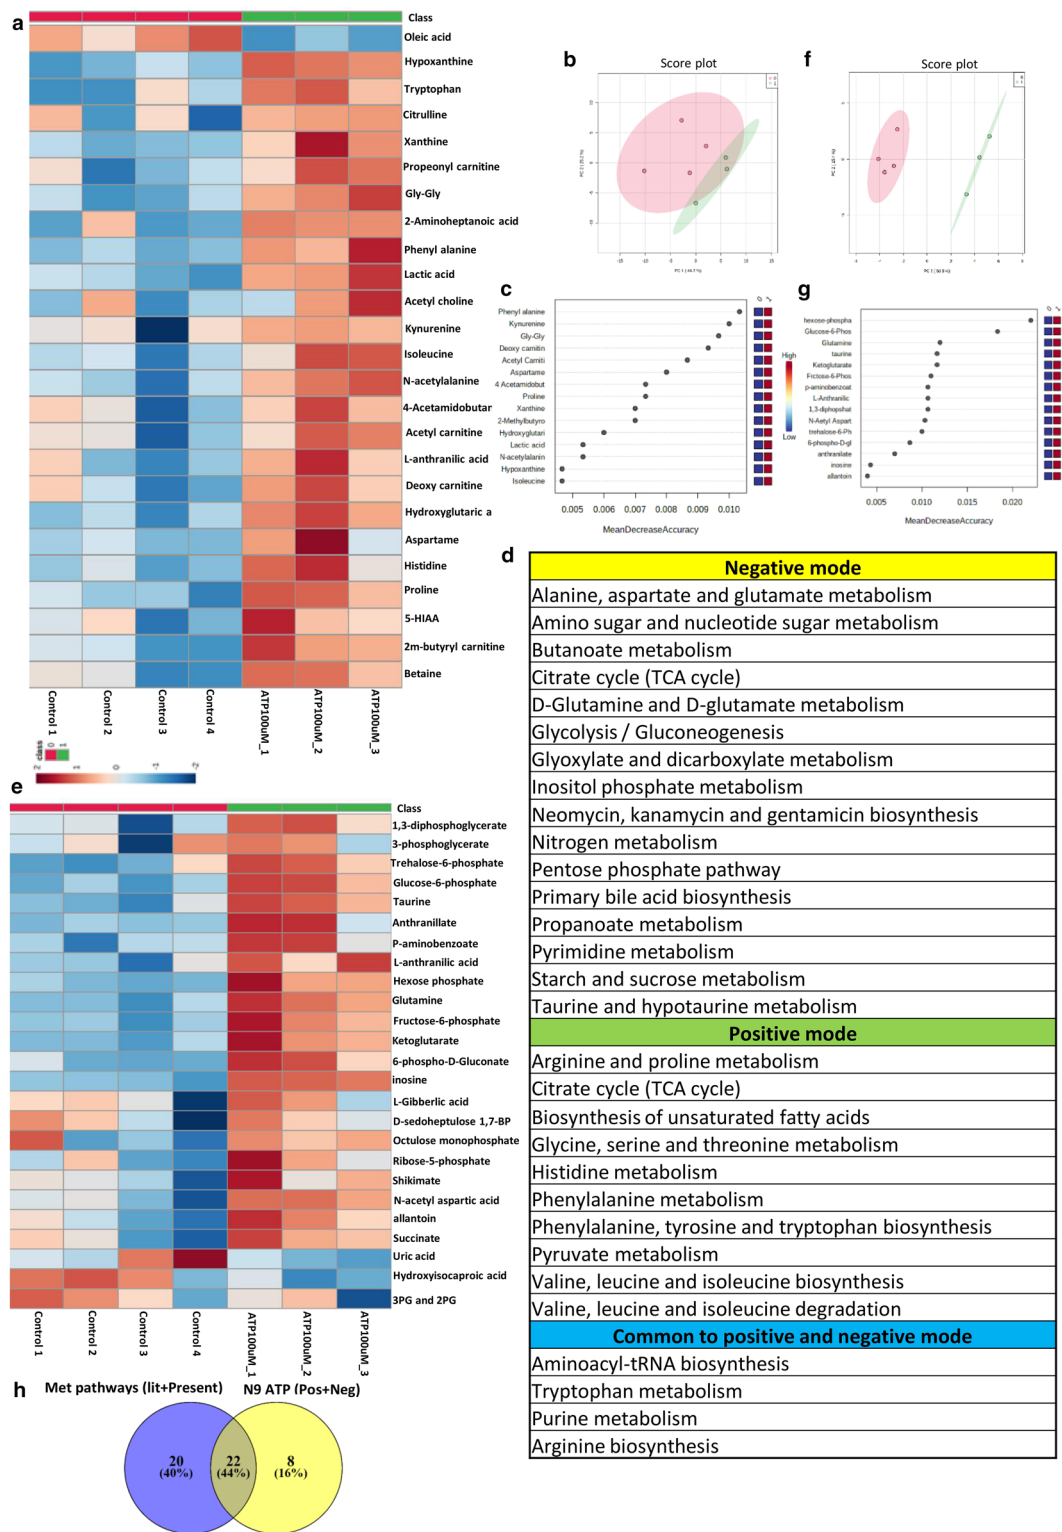 a
Class
Oleic acid
Hypoxanthine
Tryptophan
Citrulline
Xanthine
Propeonyl carnitine
Gly-Gly
2-Aminoheptanoic acid
Phenyl alanine
Lactic acid
Acetyl choline
Kynurenine
Isoleucine
N-acetylalanine
4-Acetamidobutar
Acetyl carnitine
L-anthranilic acid
Deoxy carnitine
Hydroxyglutaric a
Aspartame
Histidine
Proline
5-HIAA
2m-butyryl carnitine
Betaine
Control 1
Control 2
Control 3
Control 4
ATP100uM_1
ATP100uM_2
ATP100uM_3
class
0
1
2
1
0
-1
-2
b
Score plot
f
Score plot
c
Phenyl alanine
Kynurenine
Gly-Gly
Deoxy carnitin
Acetyl Carniti
Aspartame
4 Acetamidobut
Proline
Xanthine
2-Methylbutyro
Hydroxyglutari
Lactic acid
N-acetylalanin
Hypoxanthine
Isoleucine
0.005 0.006 0.007 0.008 0.009 0.010
MeanDecreaseAccuracy
0 1
High
Low
g
hexose-phospha
Glucose-6-Phos
Glutamine
taurine
Ketoglutarate
Frctose-6-Phos
p-aminobenzoat
L-Anthranilic
1,3-diphopshat
N-Aetyl Aspart
trehalose-6-Ph
6-phospho-D-gl
anthranilate
inosine
allantoin
0.005 0.010 0.015 0.020
MeanDecreaseAccuracy
0 1
d
Negative mode
Alanine, aspartate and glutamate metabolism
Amino sugar and nucleotide sugar metabolism
Butanoate metabolism
Citrate cycle (TCA cycle)
D-Glutamine and D-glutamate metabolism
Glycolysis / Gluconeogenesis
Glyoxylate and dicarboxylate metabolism
Inositol phosphate metabolism
Neomycin, kanamycin and gentamicin biosynthesis
Nitrogen metabolism
Pentose phosphate pathway
Primary bile acid biosynthesis
Propanoate metabolism
Pyrimidine metabolism
Starch and sucrose metabolism
Taurine and hypotaurine metabolism
Positive mode
Arginine and proline metabolism
Citrate cycle (TCA cycle)
Biosynthesis of unsaturated fatty acids
Glycine, serine and threonine metabolism
Histidine metabolism
Phenylalanine metabolism
Phenylalanine, tyrosine and tryptophan biosynthesis
Pyruvate metabolism
Valine, leucine and isoleucine biosynthesis
Valine, leucine and isoleucine degradation
Common to positive and negative mode
Aminoacyl-tRNA biosynthesis
Tryptophan metabolism
Purine metabolism
Arginine biosynthesis
e
Class
1,3-diphosphoglycerate
3-phosphoglycerate
Trehalose-6-phosphate
Glucose-6-phosphate
Taurine
Anthranillate
P-aminobenzoate
L-anthranilic acid
Hexose phosphate
Glutamine
Fructose-6-phosphate
Ketoglutarate
6-phospho-D-Gluconate
inosine
L-Gibberlic acid
D-sedoheptulose 1,7-BP
Octulose monophosphate
Ribose-5-phosphate
Shikimate
N-acetyl aspartic acid
allantoin
Succinate
Uric acid
Hydroxyisocaproic acid
3PG and 2PG
Control 1
Control 2
Control 3
Control 4
ATP100uM_1
ATP100uM_2
ATP100uM_3
h
Met pathways (lit+Present)
N9 ATP (Pos+Neg)
20
(40%)
22
(44%)
8
(16%)